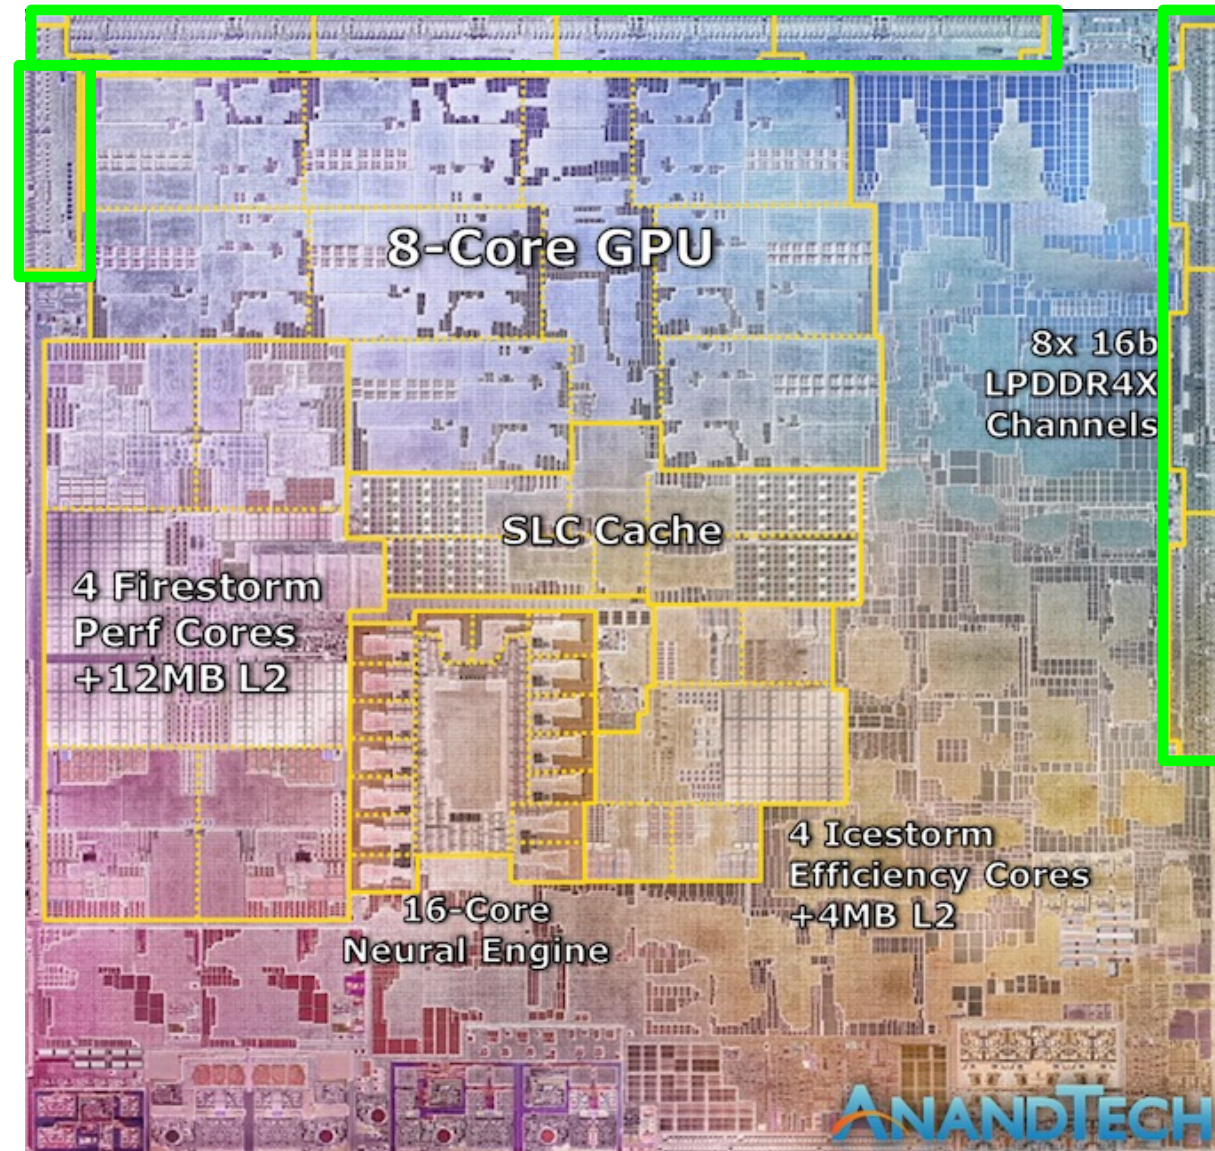 8-Core GPU
8x 16b
LPDDR4X
Channels
SLC Cache
4 Firestorm
Perf Cores
+12MB L2
4 Icestorm
Efficiency Cores
+4MB L2
16-Core
Neural Engine
ANANDTECH